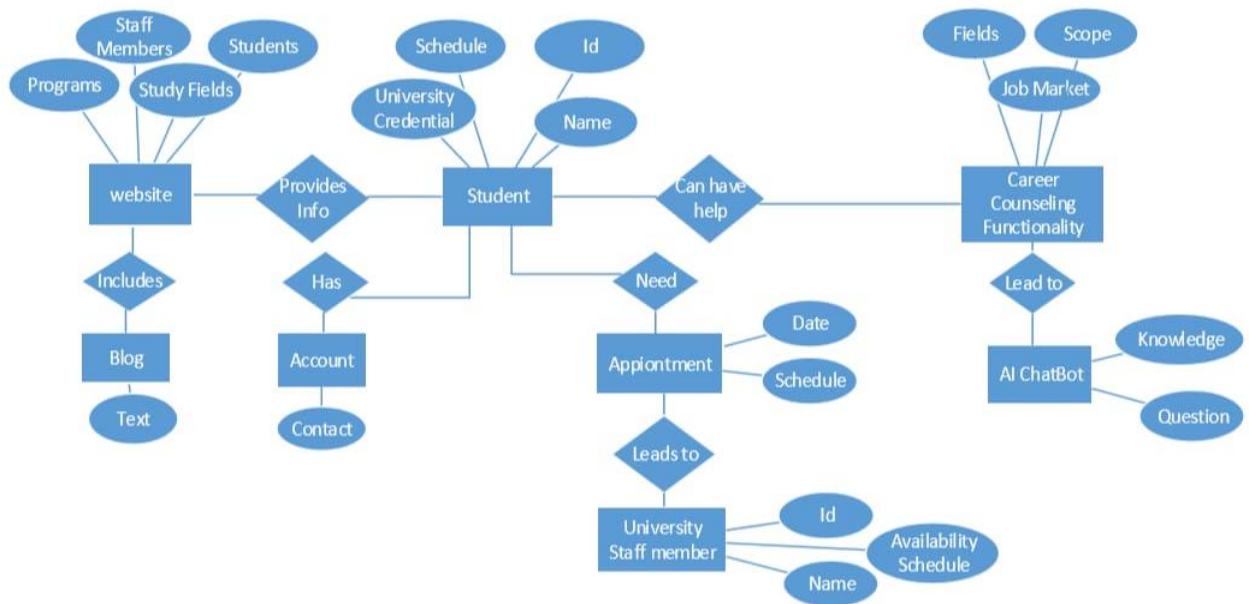 Staff
Members
Students
Programs
Study Fields
Schedule
Id
University
Credential
Name
Fields
Scope
Job Market
website
Provides
Info
Student
Can have
help
Career
Counseling
Functionality
Includes
Has
Need
Lead to
Blog
Account
Appiontment
Date
Schedule
AI ChatBot
Knowledge
Question
Text
Contact
Leads to
University
Staff member
Id
Availability
Schedule
Name